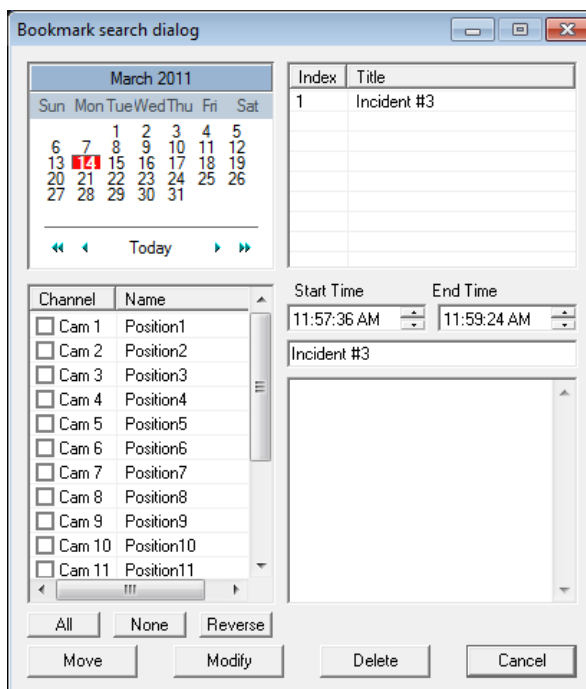 Bookmark search dialog
March 2011
Sun Mon Tue Wed Thu Fri Sat
1 2 3 4 5
6 7 8 9 10 11 12
13 14 15 16 17 18 19
20 21 22 23 24 25 26
27 28 29 30 31
Today
Index Title
1 Incident #3
Channel Name
Cam 1 Position1
Cam 2 Position2
Cam 3 Position3
Cam 4 Position4
Cam 5 Position5
Cam 6 Position6
Cam 7 Position7
Cam 8 Position8
Cam 9 Position9
Cam 10 Position10
Cam 11 Position11
Start Time End Time
11:57:36 AM 11:59:24 AM
Incident #3
All None Reverse
Move Modify Delete Cancel